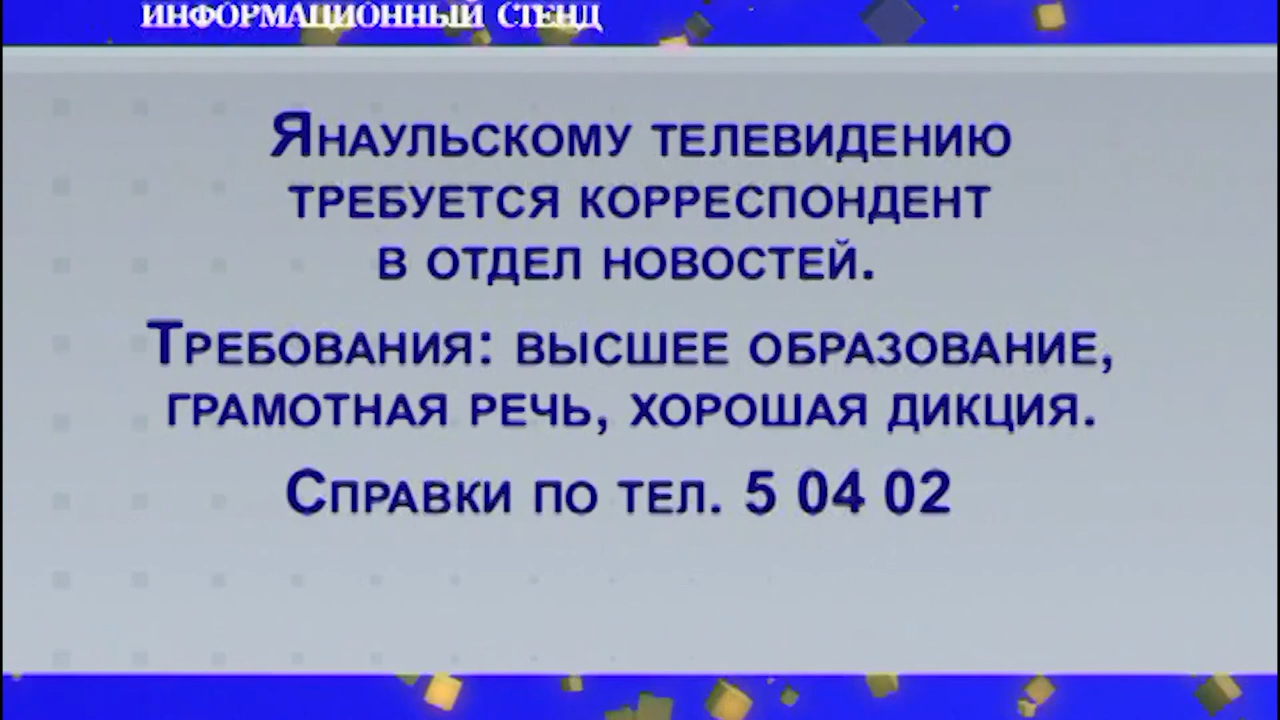 ИНФОРМАЦИОННЫЙ СТЕНД
Янаульскому телевидению
требуется корреспондент
в отдел новостей.
Требования: высшее образование,
грамотная речь, хорошая дикция.
Справки по тел. 5 04 02